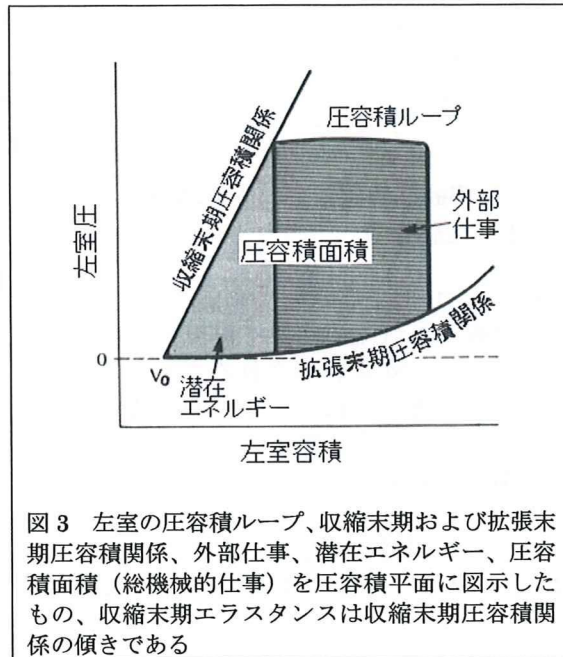 圧容積ループ
収縮末期圧容積関係
左室圧
外部
仕事
圧容積面積
0
V₀
潜在
エネルギー
拡張末期圧容積関係
左室容積
図3 左室の圧容積ループ、収縮末期および拡張末
期圧容積関係、外部仕事、潜在エネルギー、圧容
積面積（総機械的仕事）を圧容積平面に図示した
もの、収縮末期エラスタンスは収縮末期圧容積関
係の傾きである